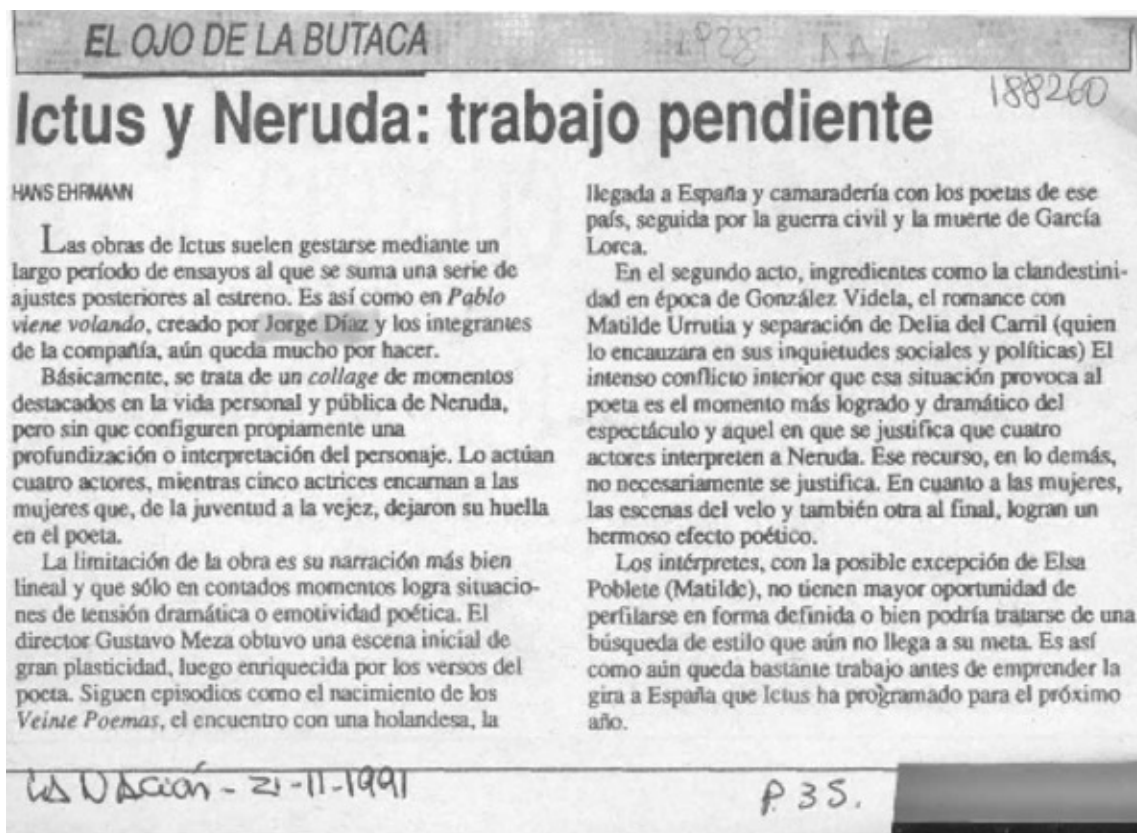 EL OJO DE LA BUTACA
188260
Ictus y Neruda: trabajo pendiente
HANS EHRMANN
Las obras de Ictus suelen gestarse mediante un
largo período de ensayos al que se suma una serie de
ajustes posteriores al estreno. Es así como en Pablo
viene volando, creado por Jorge Díaz y los integrantes
de la compañía, aún queda mucho por hacer.
Básicamente, se trata de un collage de momentos
destacados en la vida personal y pública de Neruda,
pero sin que configuren propiamente una
profundización o interpretación del personaje. Lo actúan
cuatro actores, mientras cinco actrices encarnan a las
mujeres que, de la juventud a la vejez, dejaron su huella
en el poeta.
La limitación de la obra es su narración más bien
lineal y que sólo en contados momentos logra situacio-
nes de tensión dramática o emotividad poética. El
director Gustavo Meza obtuvo una escena inicial de
gran plasticidad, luego enriquecida por los versos del
poeta. Siguen episodios como el nacimiento de los
Veinte Poemas, el encuentro con una holandesa, la
llegada a España y camaradería con los poetas de ese
país, seguida por la guerra civil y la muerte de García
Lorca.
En el segundo acto, ingredientes como la clandestini-
dad en época de González Videla, el romance con
Matilde Urrutia y separación de Delia del Carril (quien
lo encauzara en sus inquietudes sociales y políticas) El
intenso conflicto interior que esa situación provoca al
poeta es el momento más logrado y dramático del
espectáculo y aquel en que se justifica que cuatro
actores interpreten a Neruda. Ese recurso, en lo demás,
no necesariamente se justifica. En cuanto a las mujeres,
las escenas del velo y también otra al final, logran un
hermoso efecto poético.
Los intérpretes, con la posible excepción de Elsa
Poblete (Matilde), no tienen mayor oportunidad de
perfilarse en forma definida o bien podría tratarse de una
búsqueda de estilo que aún no llega a su meta. Es así
como aún queda bastante trabajo antes de emprender la
gira a España que Ictus ha programado para el próximo
año.
La Nación - 21-11-1991
P. 35.